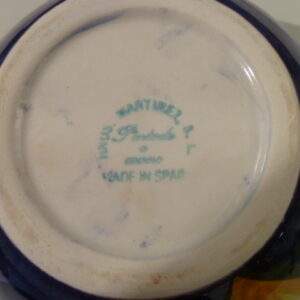 MARTINEZ, S.
Pintado
a
mano
MADE IN SPAIN